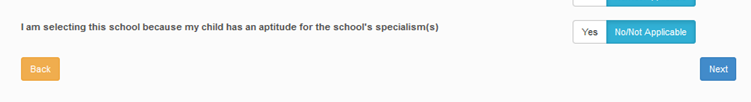 I am selecting this school because my child has an aptitude for the school's specialism(s)
Yes No/Not Applicable
Back Next